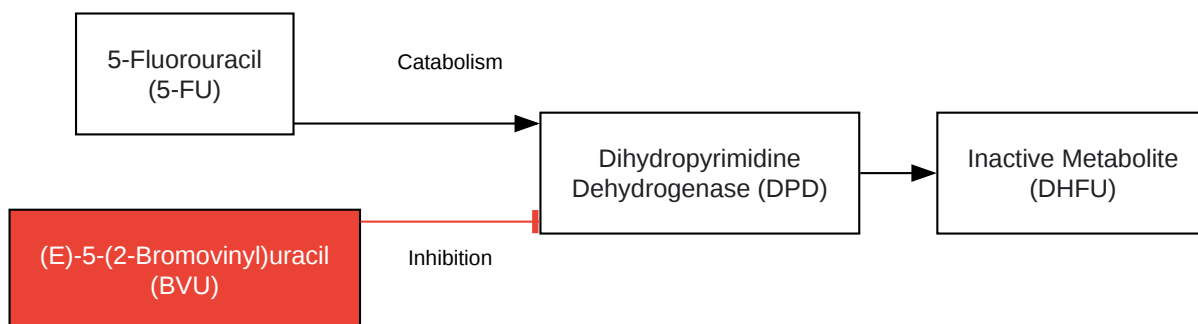 5-Fluorouracil
(5-FU)
Catabolism
Dihydropyrimidine
Dehydrogenase (DPD)
Inactive Metabolite
(DHFU)
(E)-5-(2-Bromovinyl)uracil
(BVU)
Inhibition